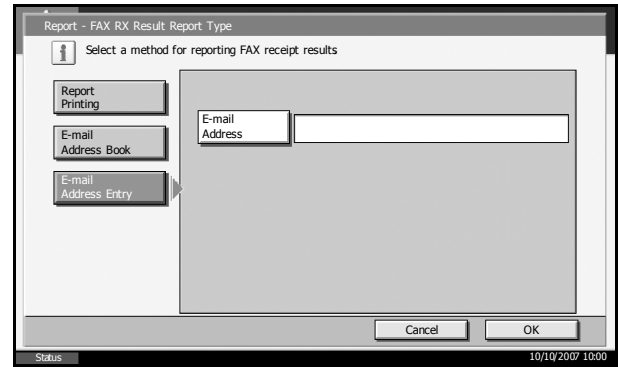 Report - FAX RX Result Report Type
Select a method for reporting FAX receipt results
Report
Printing
E-mail
Address Book
E-mail
Address Entry
E-mail
Address
Cancel
OK
Status
10/10/2007 10:00